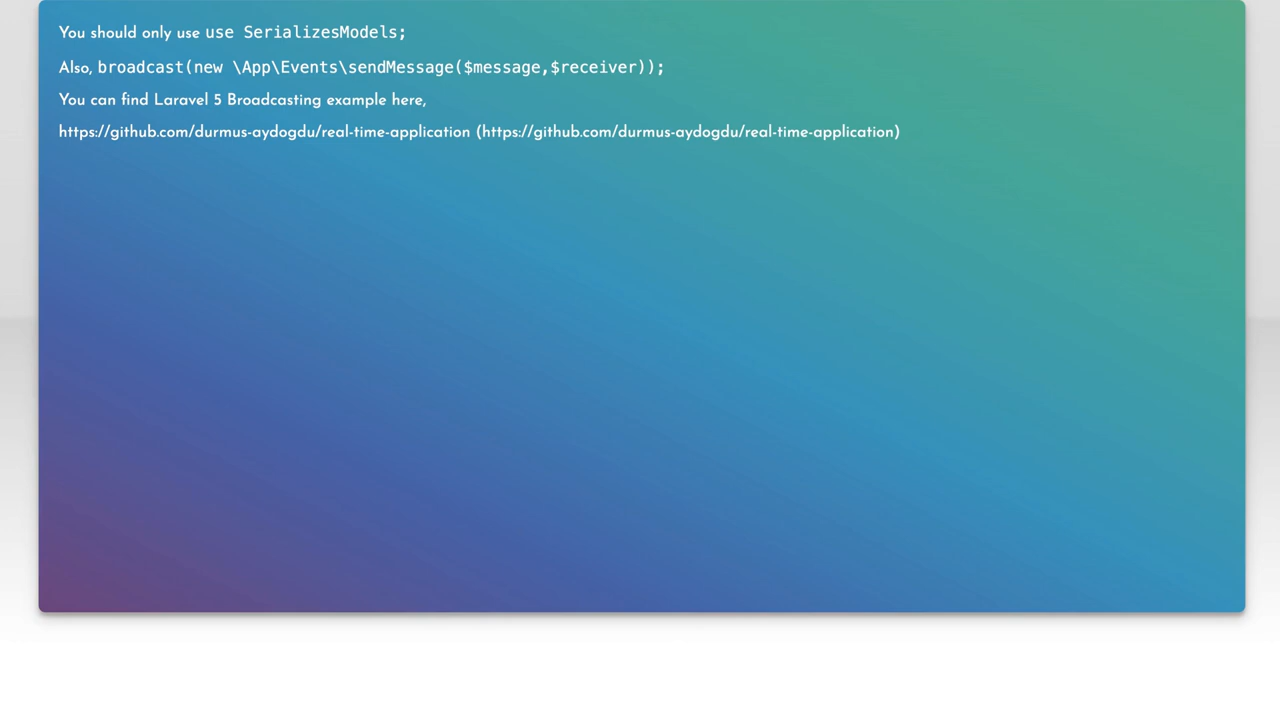 You should only use use SerializesModels;
Also, broadcast(new \App\Events\sendMessage($message,$receiver));
You can find Laravel 5 Broadcasting example here,
https://github.com/durmus-aydogdu/real-time-application (https://github.com/durmus-aydogdu/real-time-application)